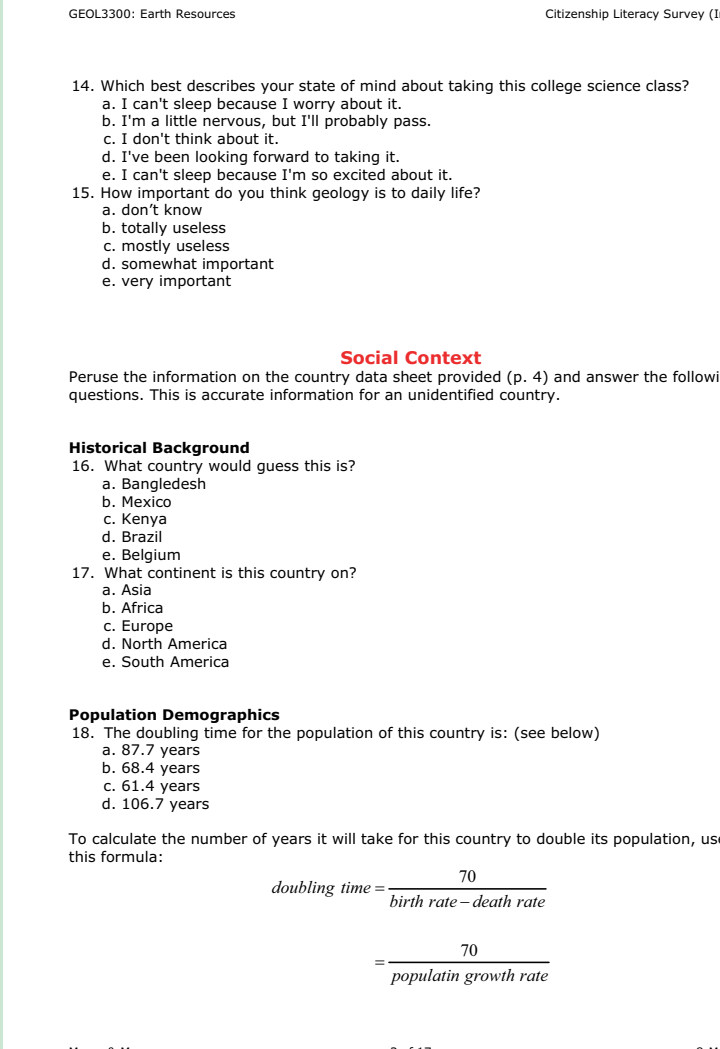 GEOL3300: Earth Resources Citizenship Literacy Survey
14. Which best describes your state of mind about taking this college science class?
a. I can't sleep because I worry about it.
b. I'm a little nervous, but I'll probably pass.
c. I don't think about it.
d. I've been looking forward to taking it.
e. I can't sleep because I'm so excited about it.
15. How important do you think geology is to daily life?
a. don’t know
b. totally useless
c. mostly useless
d. somewhat important
e. very important
Social Context
Peruse the information on the country data sheet provided (p. 4) and answer the followi
questions. This is accurate information for an unidentified country.
Historical Background
16. What country would guess this is?
a. Bangledesh
b. Mexico
c. Kenya
d. Brazil
e. Belgium
17. What continent is this country on?
a. Asia
b. Africa
c. Europe
d. North America
e. South America
Population Demographics
18. The doubling time for the population of this country is: (see below)
a. 87.7 years
b. 68.4 years
c. 61.4 years
d. 106.7 years
To calculate the number of years it will take for this country to double its population, us
this formula:
doubling time = 70 / birth rate − death rate
= 70 / populatin growth rate